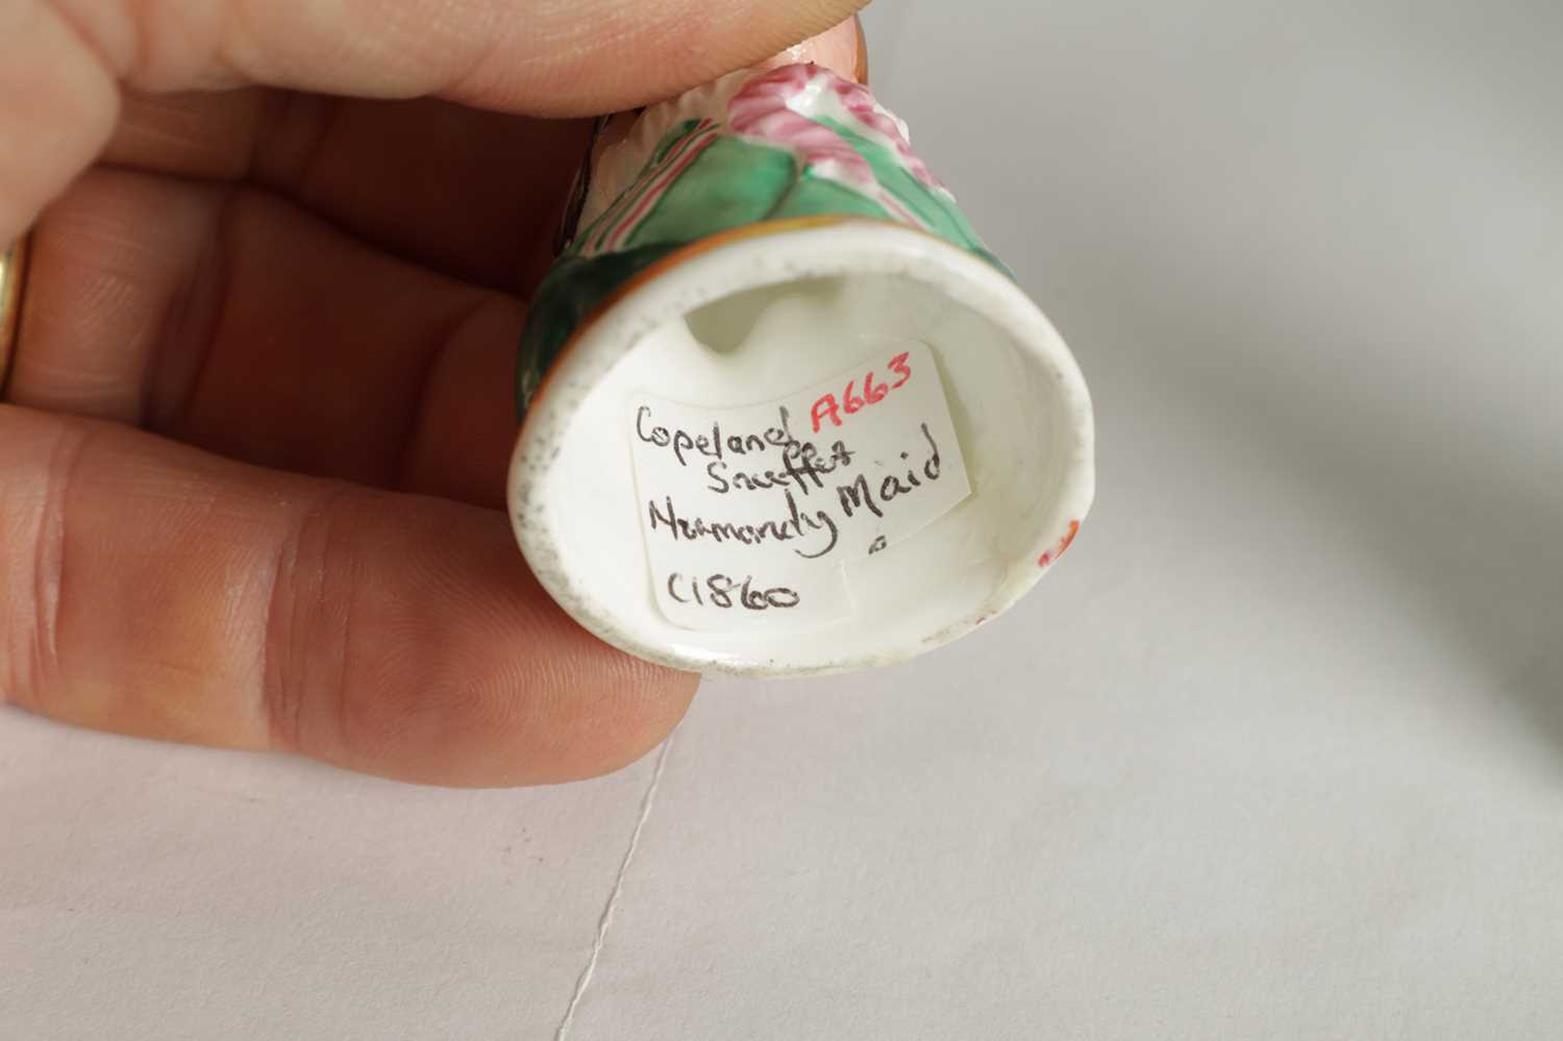 Copeland A663
Snuffer
Normandy Maid
C1860